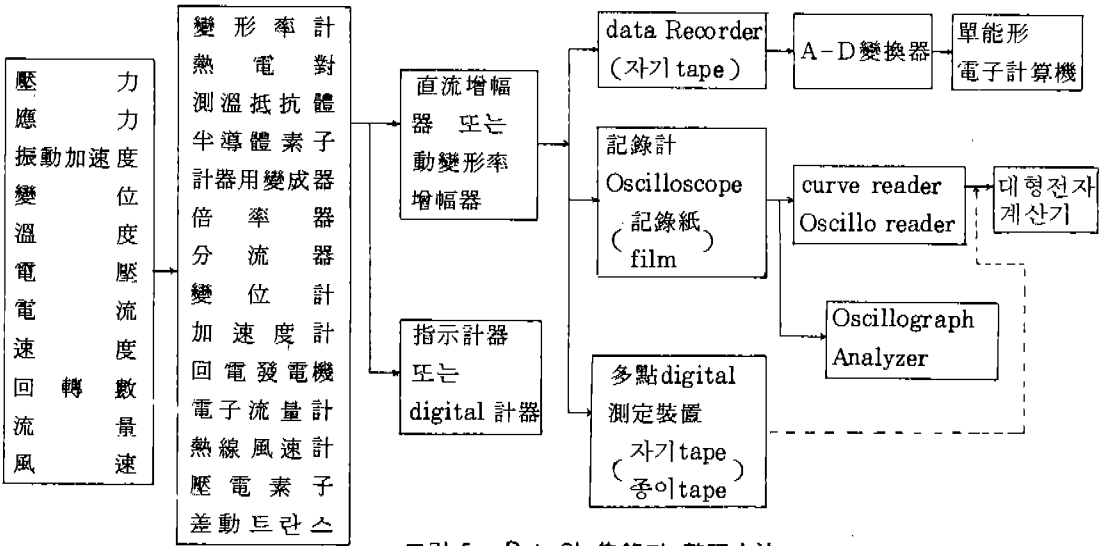 壓力
應力
振動加速度
變位
溫度
電壓
電流
速度
回轉數
流量
風速
變形率計
熱電對
測溫抵抗體
半導體素子
計器用變成器
倍率器
分流器
變位計
加速度計
回電發電機
電子流量計
熱線風速計
壓電素子
差動트란스
直流增幅
器 또는
動變形率
增幅器
指示計器
또는
digital 計器
data Recorder
(자기 tape)
A-D變換器
單能形
電子計算機
記錄計
Oscilloscope
(記錄紙
film)
curve reader
Oscillo reader
대형전자
계산기
Oscillograph
Analyzer
多點digital
測定裝置
(자기tape
종이tape)